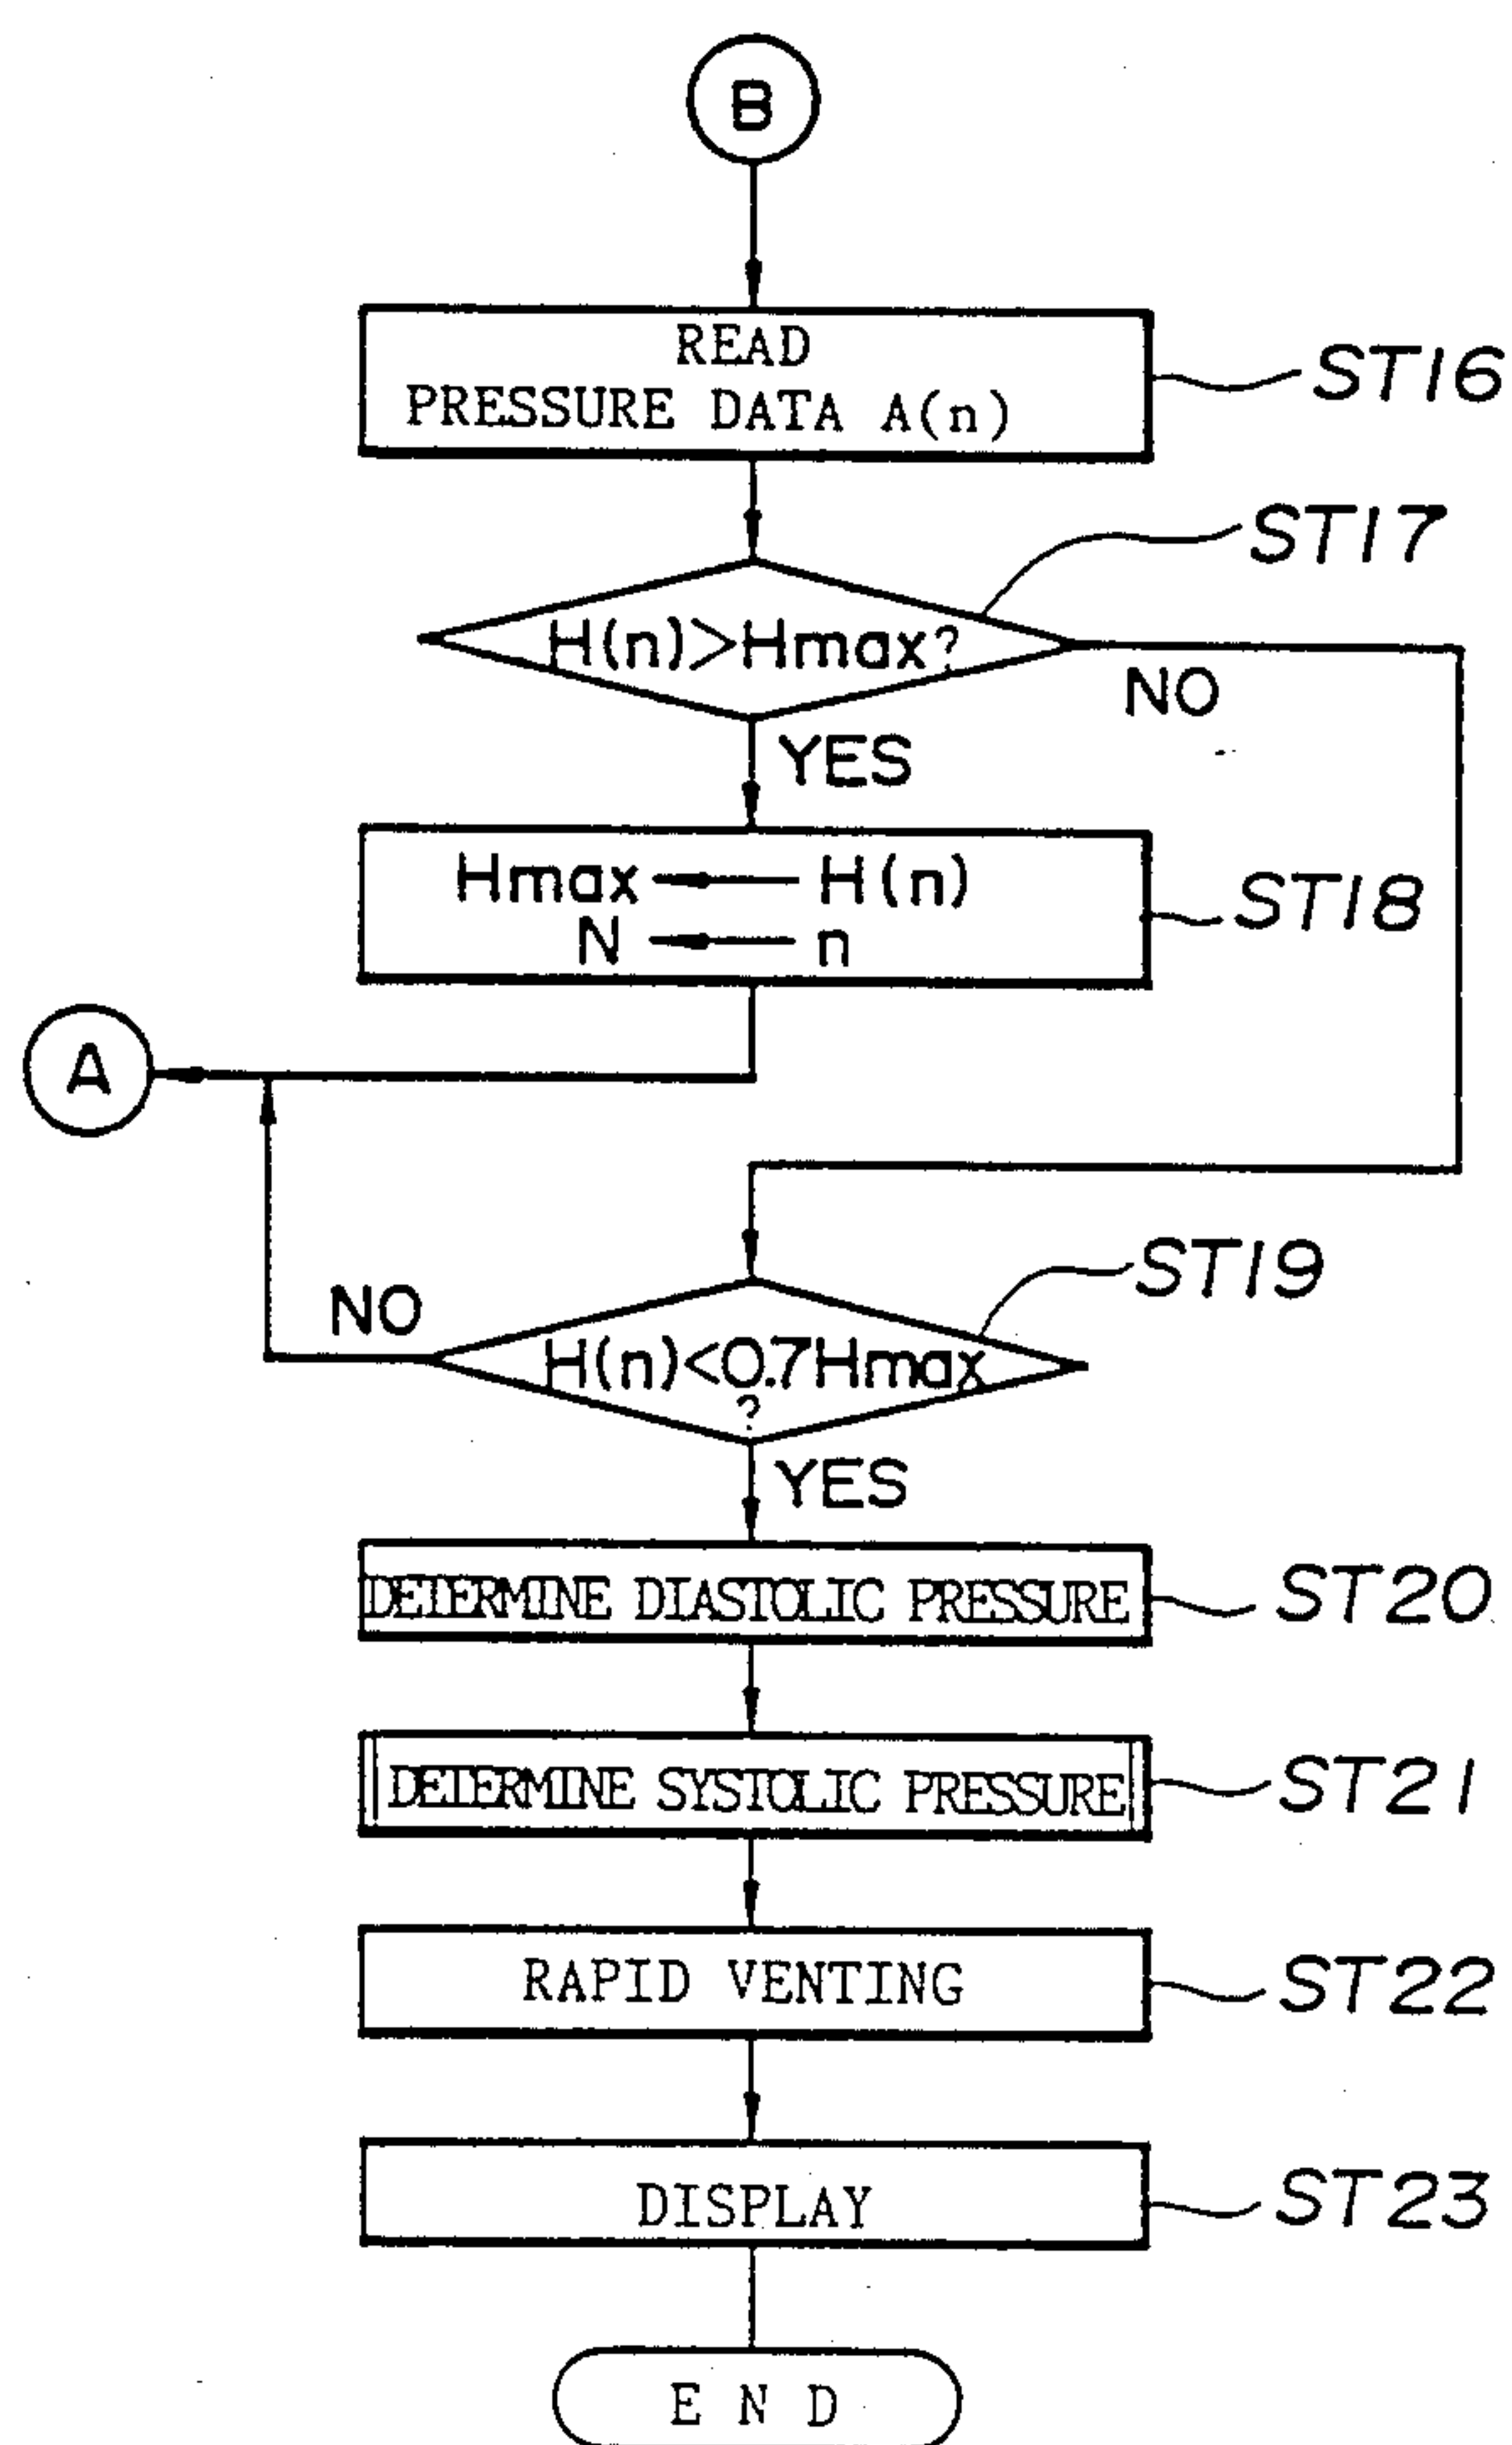 B
READ
PRESSURE DATA A(n)
ST16
ST17
H(n)>Hmax?
NO
YES
Hmax ← H(n)
N ← n
ST18
A
ST19
NO
H(n)<0.7Hmax
?
YES
DETERMINE DIASTOLIC PRESSURE
ST20
DETERMINE SYSTOLIC PRESSURE
ST21
RAPID VENTING
ST22
DISPLAY
ST23
END